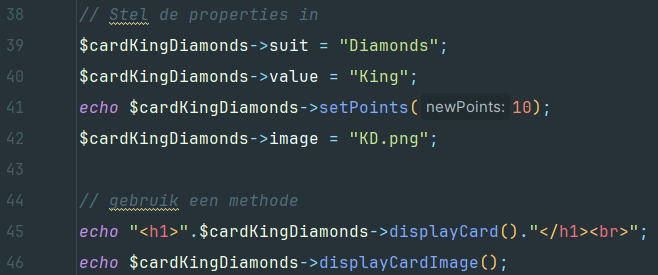 38 // Stel de properties in
39 $cardKingDiamonds->suit = "Diamonds";
40 $cardKingDiamonds->value = "King";
41 echo $cardKingDiamonds->setPoints( newPoints: 10);
42 $cardKingDiamonds->image = "KD.png";
43
44 // gebruik een methode
45 echo "<h1>".$cardKingDiamonds->displayCard()."</h1><br>";
46 echo $cardKingDiamonds->displayCardImage();